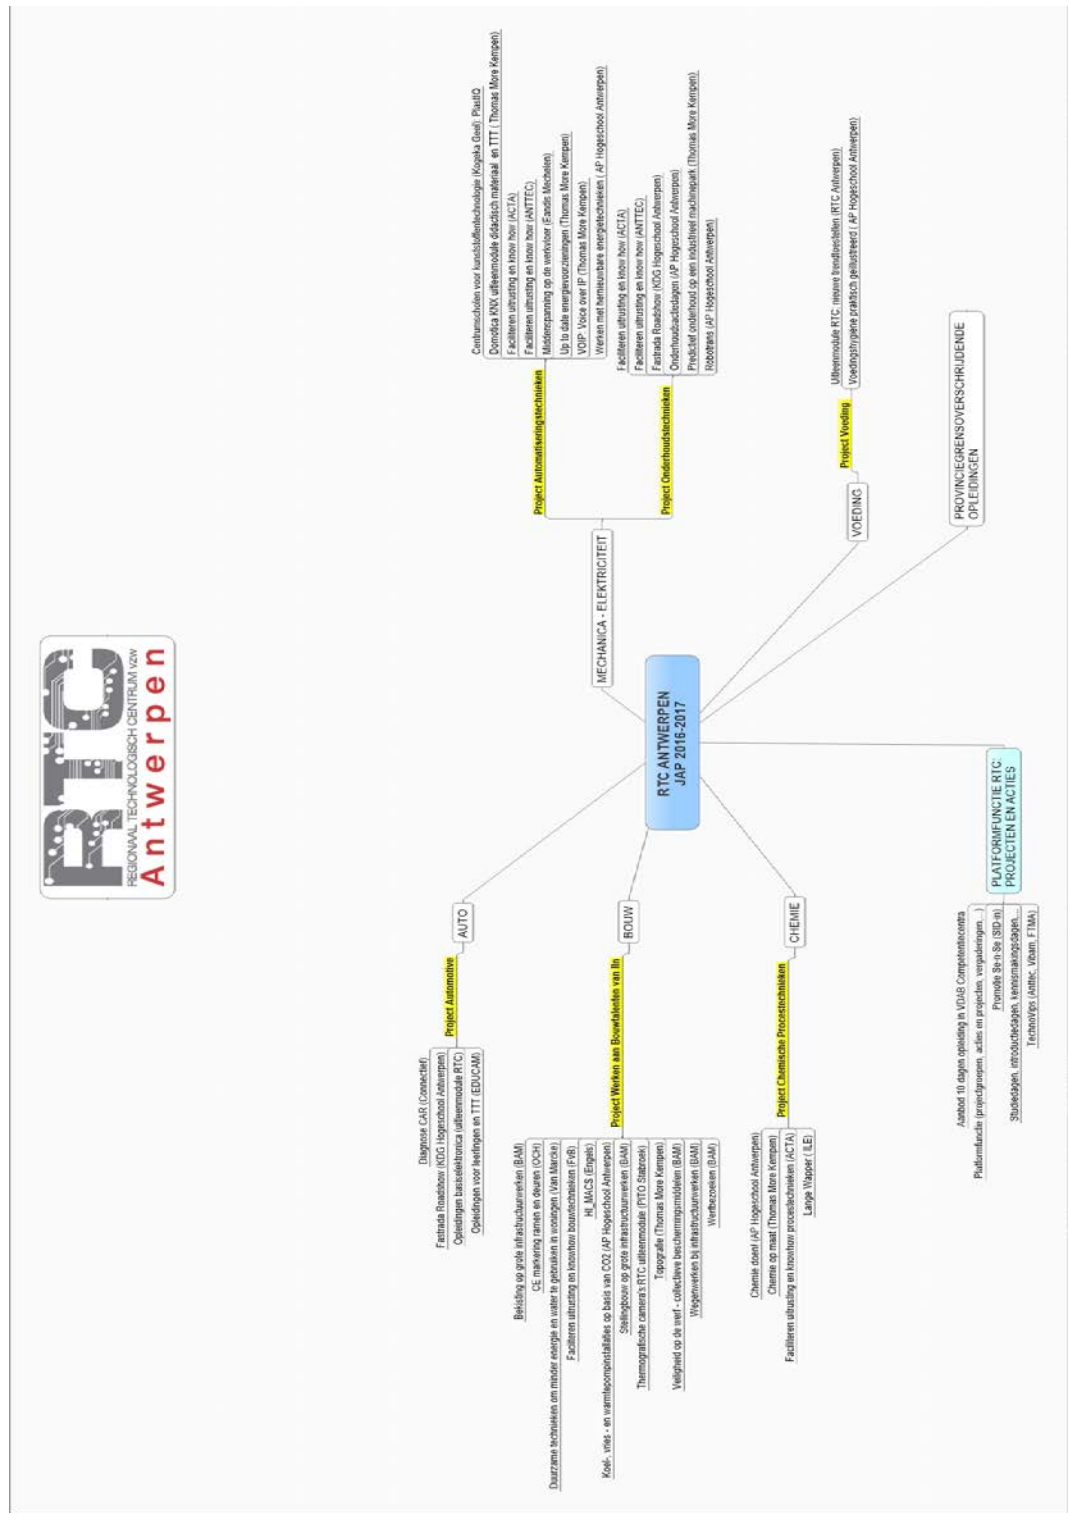 RTC
REGIONAAL TECHNOLOGISCH CENTRUM vzw
Antwerpen
RTC ANTWERPEN
JAP 2016-2017
AUTO
Project Automotive
Diagnose CAR (Connectief)
Fastrada Roadshow (KDG Hogeschool Antwerpen)
Opleidingen basiselektronica (uitleenmodule RTC)
Opleidingen voor leerlingen en TTT (EDUCAM)
BOUW
Project Werken aan Bouwtalenten van lln
Bekisting op grote infrastructuurwerken (BAM)
CE markering ramen en deuren (OCH)
Duurzame technieken om minder energie en water te gebruiken in woningen (Van Marcke)
Faciliteren uitrusting en knowhow bouwtechnieken (FvB)
HI_MACS (Engels)
Koel-, vries - en warmtepompinstallaties op basis van CO2 (AP Hogeschool Antwerpen)
Stellingbouw op grote infrastructuurwerken (BAM)
Thermografische camera's RTC uitleenmodule (PITO Stabroek)
Topografie (Thomas More Kempen)
Veiligheid op de werf - collectieve beschermingsmiddelen (BAM)
Wegenwerken bij infrastructuurwerken (BAM)
Werfbezoeken (BAM)
CHEMIE
Project Chemische Procestechnieken
Chemie doen! (AP Hogeschool Antwerpen)
Chemie op maat (Thomas More Kempen)
Faciliteren uitrusting en knowhow procestechnieken (ACTA)
Lange Wapper ( ILE)
PLATFORMFUNCTIE RTC:
PROJECTEN EN ACTIES
Aanbod 10 dagen opleiding in VDAB Competentiecentra
Platformfunctie (projectgroepen, acties en projecten, vergaderingen,...)
Promotie Se-n-Se (SID-in)
Studiedagen, introductiedagen, kennismakingsdagen,...
TechnoVips (Anttec, Vibam, FTMA)
MECHANICA - ELEKTRICITEIT
Project Automatiseringstechnieken
Centrumscholen voor kunststoffentechnologie (Kogeka Geel): PlastIQ
Domotica KNX uitleenmodule didactisch materiaal en TTT ( Thomas More Kempen)
Faciliteren uitrusting en know how (ACTA)
Faciliteren uitrusting en know how (ANTTEC)
Middenspanning op de werkvloer (Eandis Mechelen)
Up to date energievoorzieningen (Thomas More Kempen)
VOIP: Voice over IP (Thomas More Kempen)
Werken met hernieuwbare energietechnieken ( AP Hogeschool Antwerpen)
Project Onderhoudstechnieken
Faciliteren uitrusting en know how (ACTA)
Faciliteren uitrusting en know how (ANTTEC)
Fastrada Roadshow (KDG Hogeschool Antwerpen)
Onderhoudsactiedagen (AP Hogeschool Antwerpen)
Predictief onderhoud op een industrieel machinepark (Thomas More Kempen)
Robotrans (AP Hogeschool Antwerpen)
VOEDING
Project Voeding
Uitleenmodule RTC: nieuwe trendtoestellen (RTC Antwerpen)
Voedingshygiene praktisch geïllustreerd ( AP Hogeschool Antwerpen)
PROVINCIEGRENSOVERSCHRIJDENDE
OPLEIDINGEN